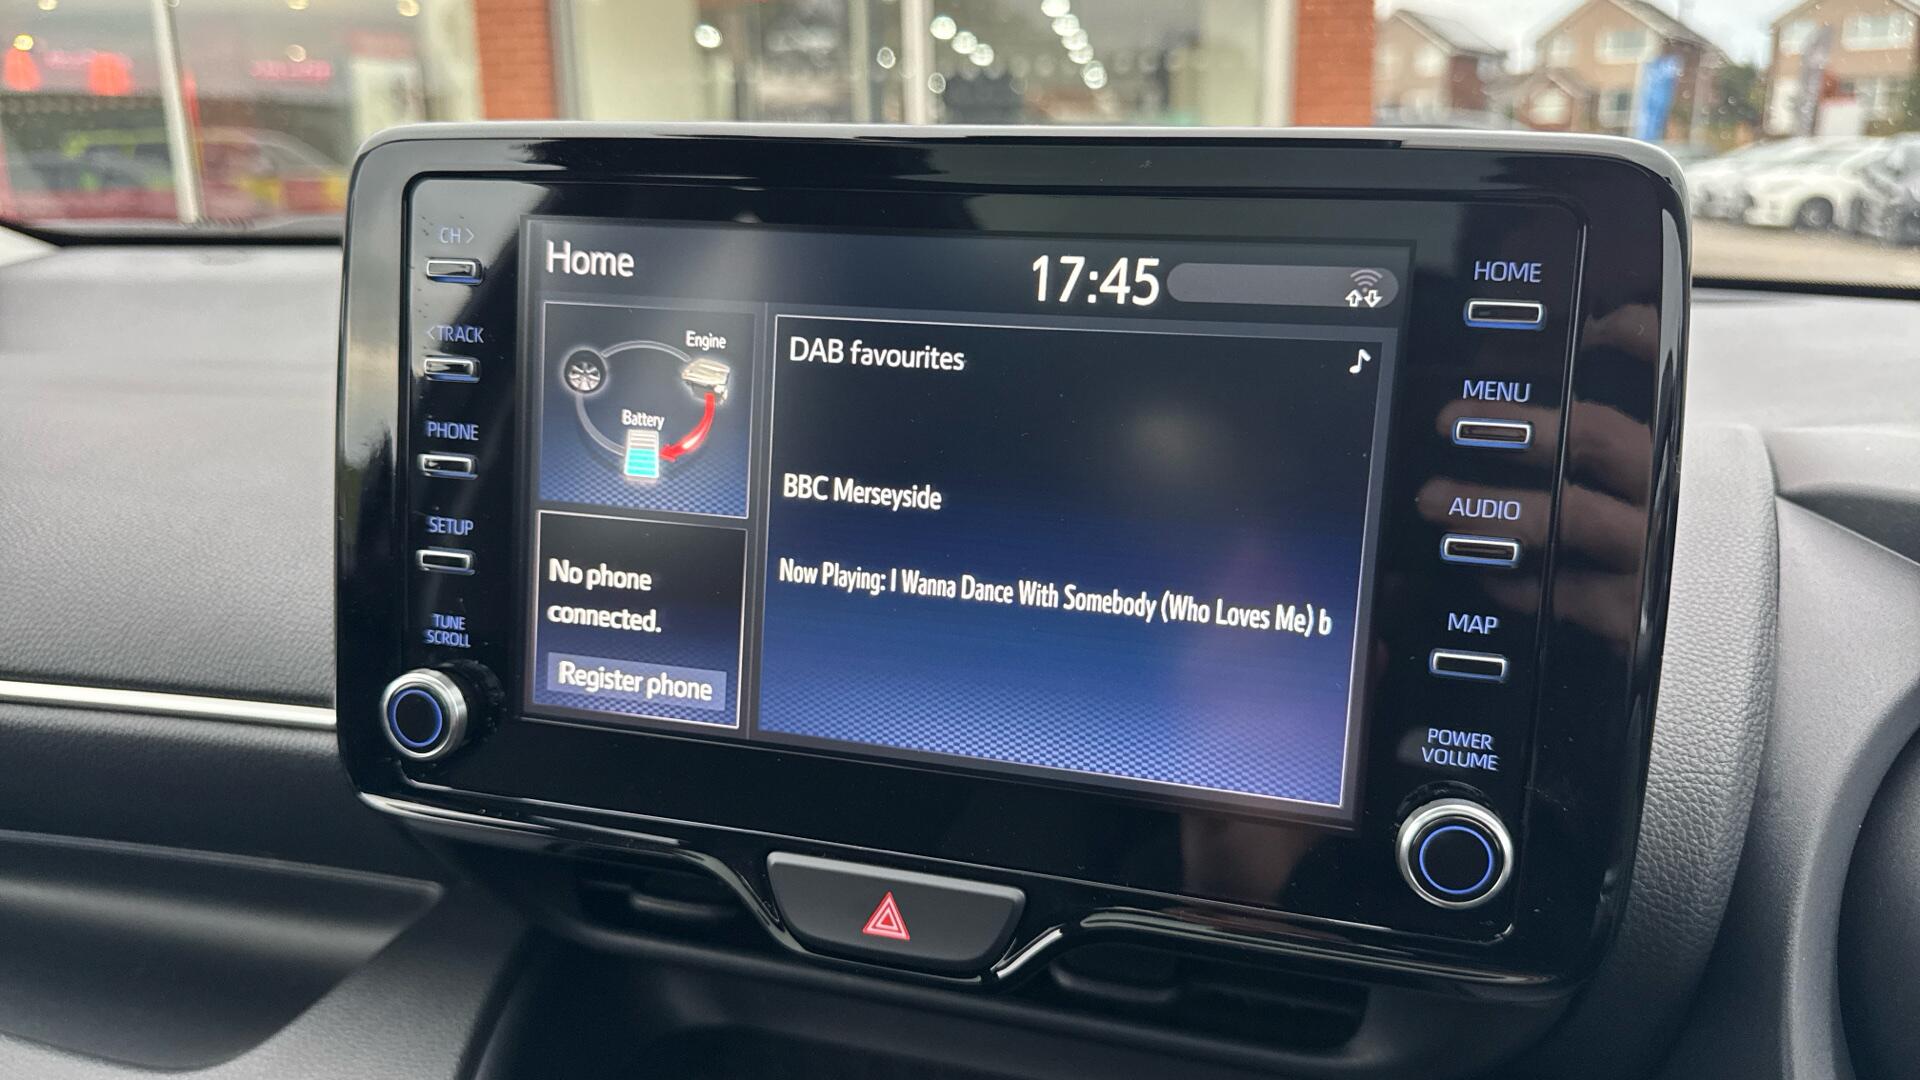 CH>
<TRACK
PHONE
SETUP
TUNE
SCROLL
Home
17:45
Engine
Battery
No phone
connected.
Register phone
DAB favourites
BBC Merseyside
Now Playing: I Wanna Dance With Somebody (Who Loves Me) b
HOME
MENU
AUDIO
MAP
POWER
VOLUME